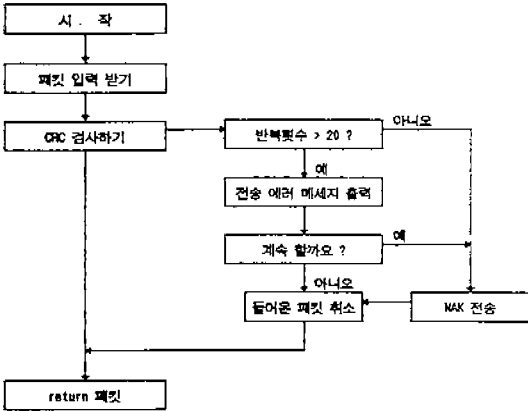 시 . 작
패킷 입력 받기
CRC 검사하기
반복횟수 > 20 ?
아니오
예
전송 에러 메세지 출력
계속 할까요 ?
예
아니오
들어온 패킷 취소
NAK 전송
return 패킷